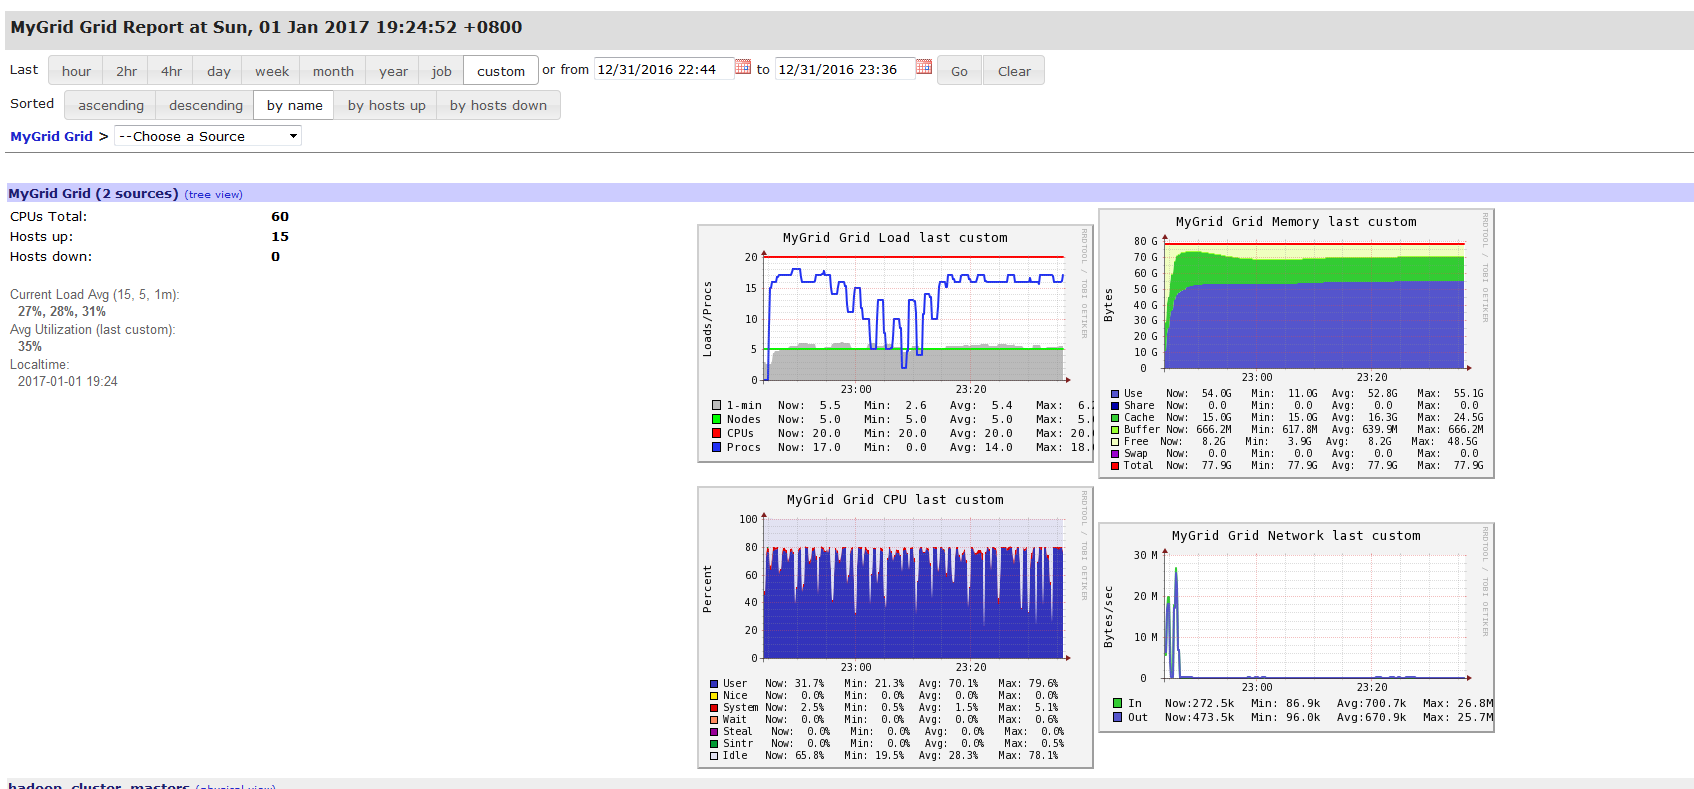 MyGrid Grid Report at Sun, 01 Jan 2017 19:24:52 +0800
Last hour 2hr 4hr day week month year job custom or from 12/31/2016 22:44 to 12/31/2016 23:36 Go Clear
Sorted ascending descending by name by hosts up by hosts down
MyGrid Grid > --Choose a Source
MyGrid Grid (2 sources) (tree view)
CPUs Total: 60
Hosts up: 15
Hosts down: 0
Current Load Avg (15, 5, 1m):
27%, 28%, 31%
Avg Utilization (last custom):
35%
Localtime:
2017-01-01 19:24
MyGrid Grid Load last custom
RRDTOOL / TOBI OETIKER
Loads/Procs
20
15
10
5
0
23:00 23:20
1-min Now: 5.5 Min: 2.6 Avg: 5.4 Max: 6.
Nodes Now: 5.0 Min: 5.0 Avg: 5.0 Max: 5.
CPUs Now: 20.0 Min: 20.0 Avg: 20.0 Max: 20.
Procs Now: 17.0 Min: 0.0 Avg: 14.0 Max: 18.
MyGrid Grid Memory last custom
RRDTOOL / TOBI OETIKER
Bytes
80 G
70 G
60 G
50 G
40 G
30 G
20 G
10 G
0
23:00 23:20
Use Now: 54.0G Min: 11.0G Avg: 52.8G Max: 55.1G
Share Now: 0.0 Min: 0.0 Avg: 0.0 Max: 0.0
Cache Now: 15.0G Min: 15.0G Avg: 16.3G Max: 24.5G
Buffer Now: 666.2M Min: 617.8M Avg: 639.9M Max: 666.2M
Free Now: 8.2G Min: 3.9G Avg: 8.2G Max: 48.5G
Swap Now: 0.0 Min: 0.0 Avg: 0.0 Max: 0.0
Total Now: 77.9G Min: 77.9G Avg: 77.9G Max: 77.9G
MyGrid Grid CPU last custom
RRDTOOL / TOBI OETIKER
Percent
100
80
60
40
20
0
23:00 23:20
User Now: 31.7% Min: 21.3% Avg: 70.1% Max: 79.6%
Nice Now: 0.0% Min: 0.0% Avg: 0.0% Max: 0.0%
System Now: 2.5% Min: 0.5% Avg: 1.5% Max: 5.1%
Wait Now: 0.0% Min: 0.0% Avg: 0.0% Max: 0.6%
Steal Now: 0.0% Min: 0.0% Avg: 0.0% Max: 0.0%
Sintr Now: 0.0% Min: 0.0% Avg: 0.0% Max: 0.5%
Idle Now: 65.8% Min: 19.5% Avg: 28.3% Max: 78.1%
MyGrid Grid Network last custom
RRDTOOL / TOBI OETIKER
Bytes/sec
30 M
20 M
10 M
0
23:00 23:20
In Now:272.5k Min: 86.9k Avg:700.7k Max: 26.8M
Out Now:473.5k Min: 96.0k Avg:670.9k Max: 25.7M
hadoop_cluster_masters (physical view)